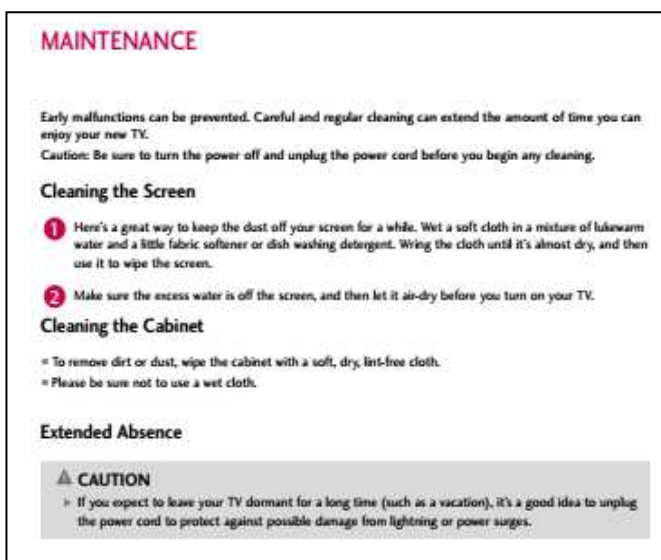 MAINTENANCE
Early malfunctions can be prevented. Careful and regular cleaning can extend the amount of time you can
enjoy your new TV.
Caution: Be sure to turn the power off and unplug the power cord before you begin any cleaning.
Cleaning the Screen
1 Here's a great way to keep the dust off your screen for a while. Wet a soft cloth in a mixture of lukewarm
water and a little fabric softener or dish washing detergent. Wring the cloth until it's almost dry, and then
use it to wipe the screen.
2 Make sure the excess water is off the screen, and then let it air-dry before you turn on your TV.
Cleaning the Cabinet
■ To remove dirt or dust, wipe the cabinet with a soft, dry, lint-free cloth.
■ Please be sure not to use a wet cloth.
Extended Absence
CAUTION
► If you expect to leave your TV dormant for a long time (such as a vacation), it's a good idea to unplug
the power cord to protect against possible damage from lightning or power surges.